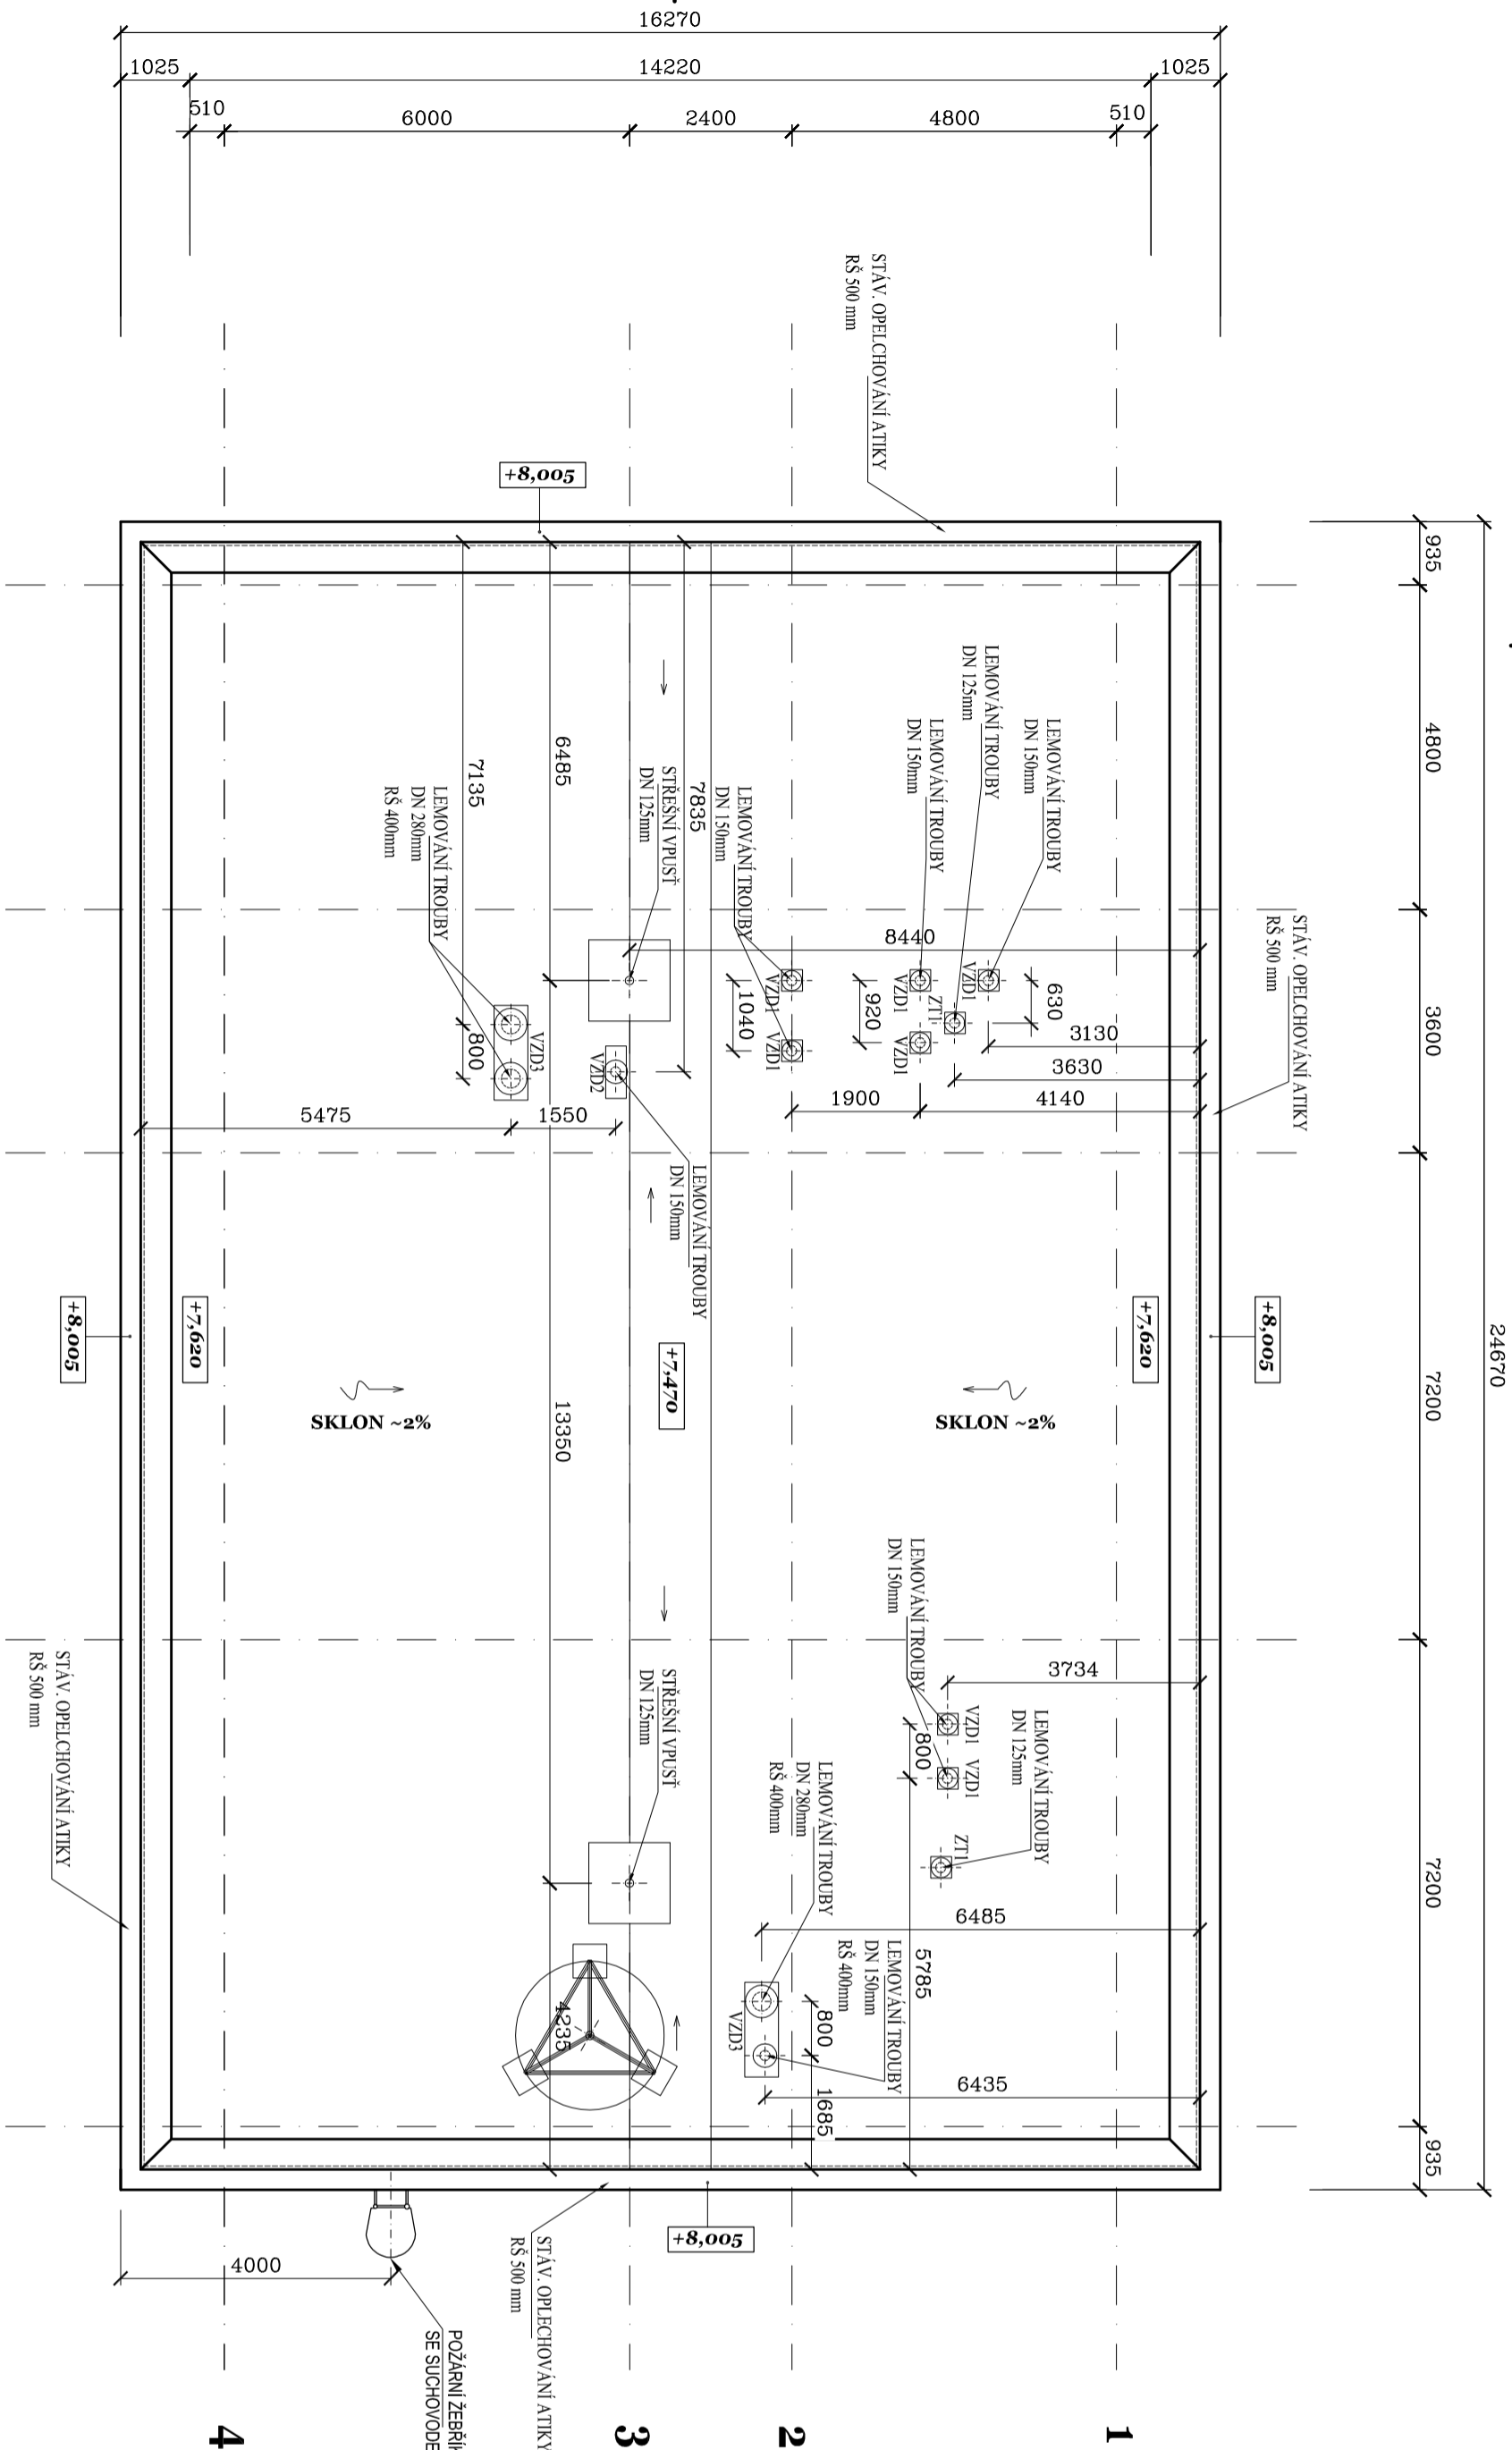 16270
1025
14220
1025
510
6000
2400
4800
510
STÁV. OPELCHOVÁNÍ ATIKY
RŠ 500 mm
+8,005
935
4800
3600
7200
7200
935
24670
STÁV. OPELCHOVÁNÍ ATIKY
RŠ 500 mm
LEMOVÁNÍ TROUBY
DN 150mm
LEMOVÁNÍ TROUBY
DN 125mm
LEMOVÁNÍ TROUBY
DN 150mm
LEMOVÁNÍ TROUBY
DN 150mm
7835
STŘEŠNÍ VPUSŤ
DN 125mm
6485
7135
LEMOVÁNÍ TROUBY
DN 280mm
RŠ 400mm
8440
VZD1
VZD1
ZT1
VZD1
VZD1
VZD1
630
920
1040
3130
3630
4140
1900
VZD3
VZD2
800
5475
1550
LEMOVÁNÍ TROUBY
DN 150mm
+8,005
+7,620
+7,470
+7,620
+8,005
SKLON ~2%
SKLON ~2%
13350
LEMOVÁNÍ TROUBY
DN 150mm
3734
VZD1
VZD1
800
LEMOVÁNÍ TROUBY
DN 125mm
ZT1
STŘEŠNÍ VPUSŤ
DN 125mm
LEMOVÁNÍ TROUBY
DN 280mm
RŠ 400mm
LEMOVÁNÍ TROUBY
DN 150mm
RŠ 400mm
6485
5785
800
VZD3
1685
6435
4235
STÁV. OPELCHOVÁNÍ ATIKY
RŠ 500 mm
+8,005
STÁV. OPLECHOVÁNÍ ATIKY
RŠ 500 mm
4000
POŽÁRNÍ ŽEBŘÍK
SE SUCHOVODE
4
3
2
1